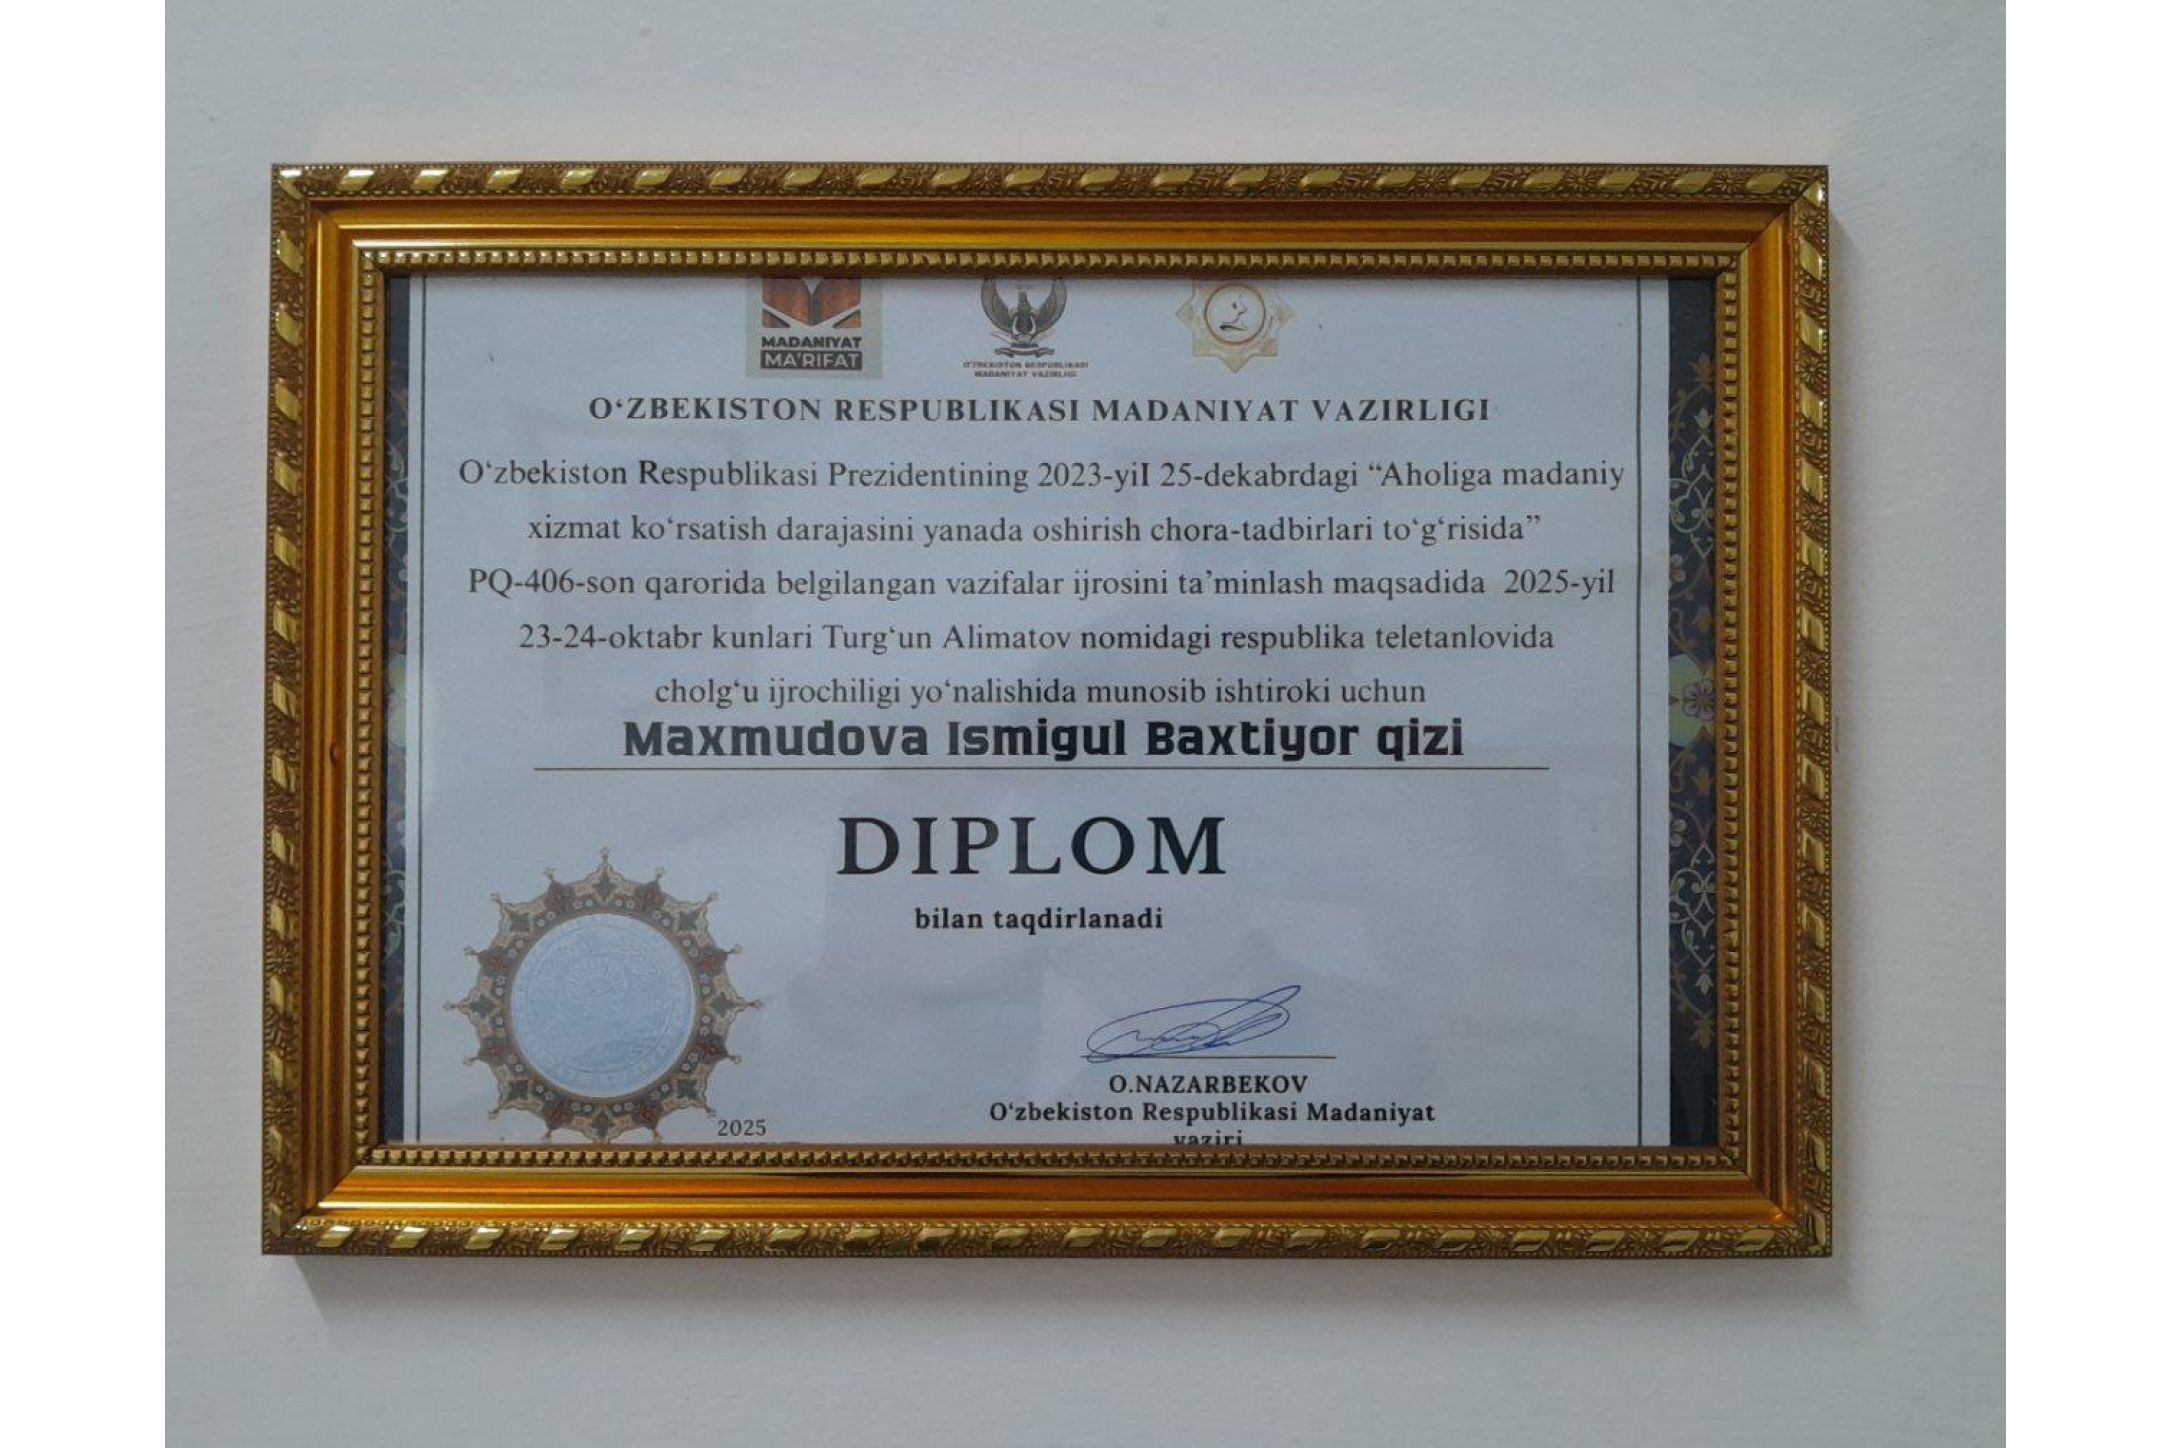 MADANIYAT
MA'RIFAT
O‘ZBEKISTON RESPUBLIKASI
MADANIYAT VAZIRLIGI
O‘ZBEKISTON RESPUBLIKASI MADANIYAT VAZIRLIGI
O‘zbekiston Respublikasi Prezidentining 2023-yil 25-dekabrdagi “Aholiga madaniy
xizmat ko‘rsatish darajasini yanada oshirish chora-tadbirlari to‘g‘risida”
PQ-406-son qarorida belgilangan vazifalar ijrosini ta’minlash maqsadida 2025-yil
23-24-oktabr kunlari Turg‘un Alimatov nomidagi respublika teletanlovida
cholg‘u ijrochiligi yo‘nalishida munosib ishtiroki uchun
Maxmudova Ismigul Baxtiyor qizi
DIPLOM
bilan taqdirlanadi
O.NAZARBEKOV
O‘zbekiston Respublikasi Madaniyat
vaziri
2025